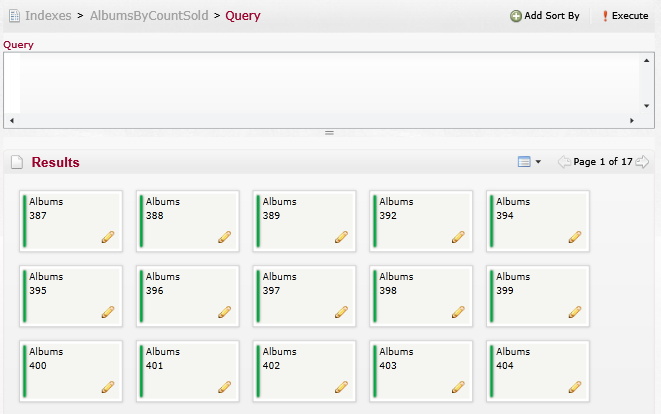 Indexes > AlbumsByCountSold > Query
Add Sort By
Execute
Query
Results
Page 1 of 17
Albums
387
Albums
388
Albums
389
Albums
392
Albums
394
Albums
395
Albums
396
Albums
397
Albums
398
Albums
399
Albums
400
Albums
401
Albums
402
Albums
403
Albums
404